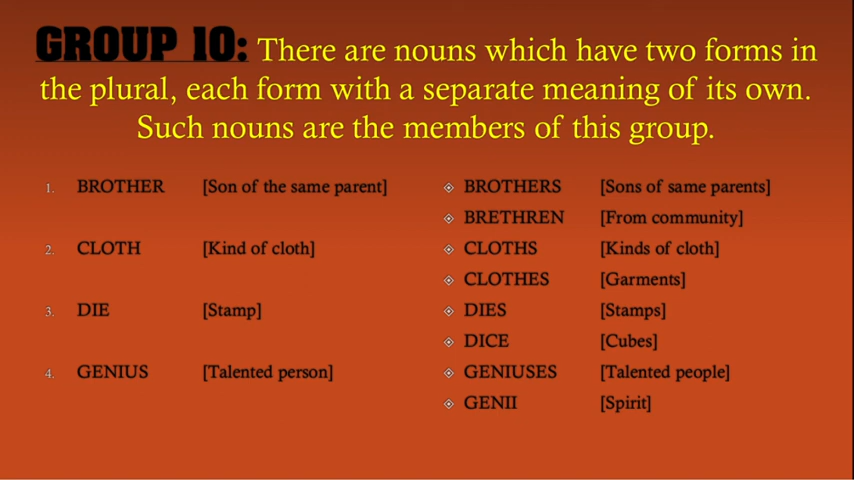 GROUP 10: There are nouns which have two forms in
the plural, each form with a separate meaning of its own.
Such nouns are the members of this group.
1. BROTHER [Son of the same parent] BROTHERS [Sons of same parents]
BRETHREN [From community]
2. CLOTH [Kind of cloth] CLOTHS [Kinds of cloth]
CLOTHES [Garments]
3. DIE [Stamp] DIES [Stamps]
DICE [Cubes]
4. GENIUS [Talented person] GENIUSES [Talented people]
GENII [Spirit]